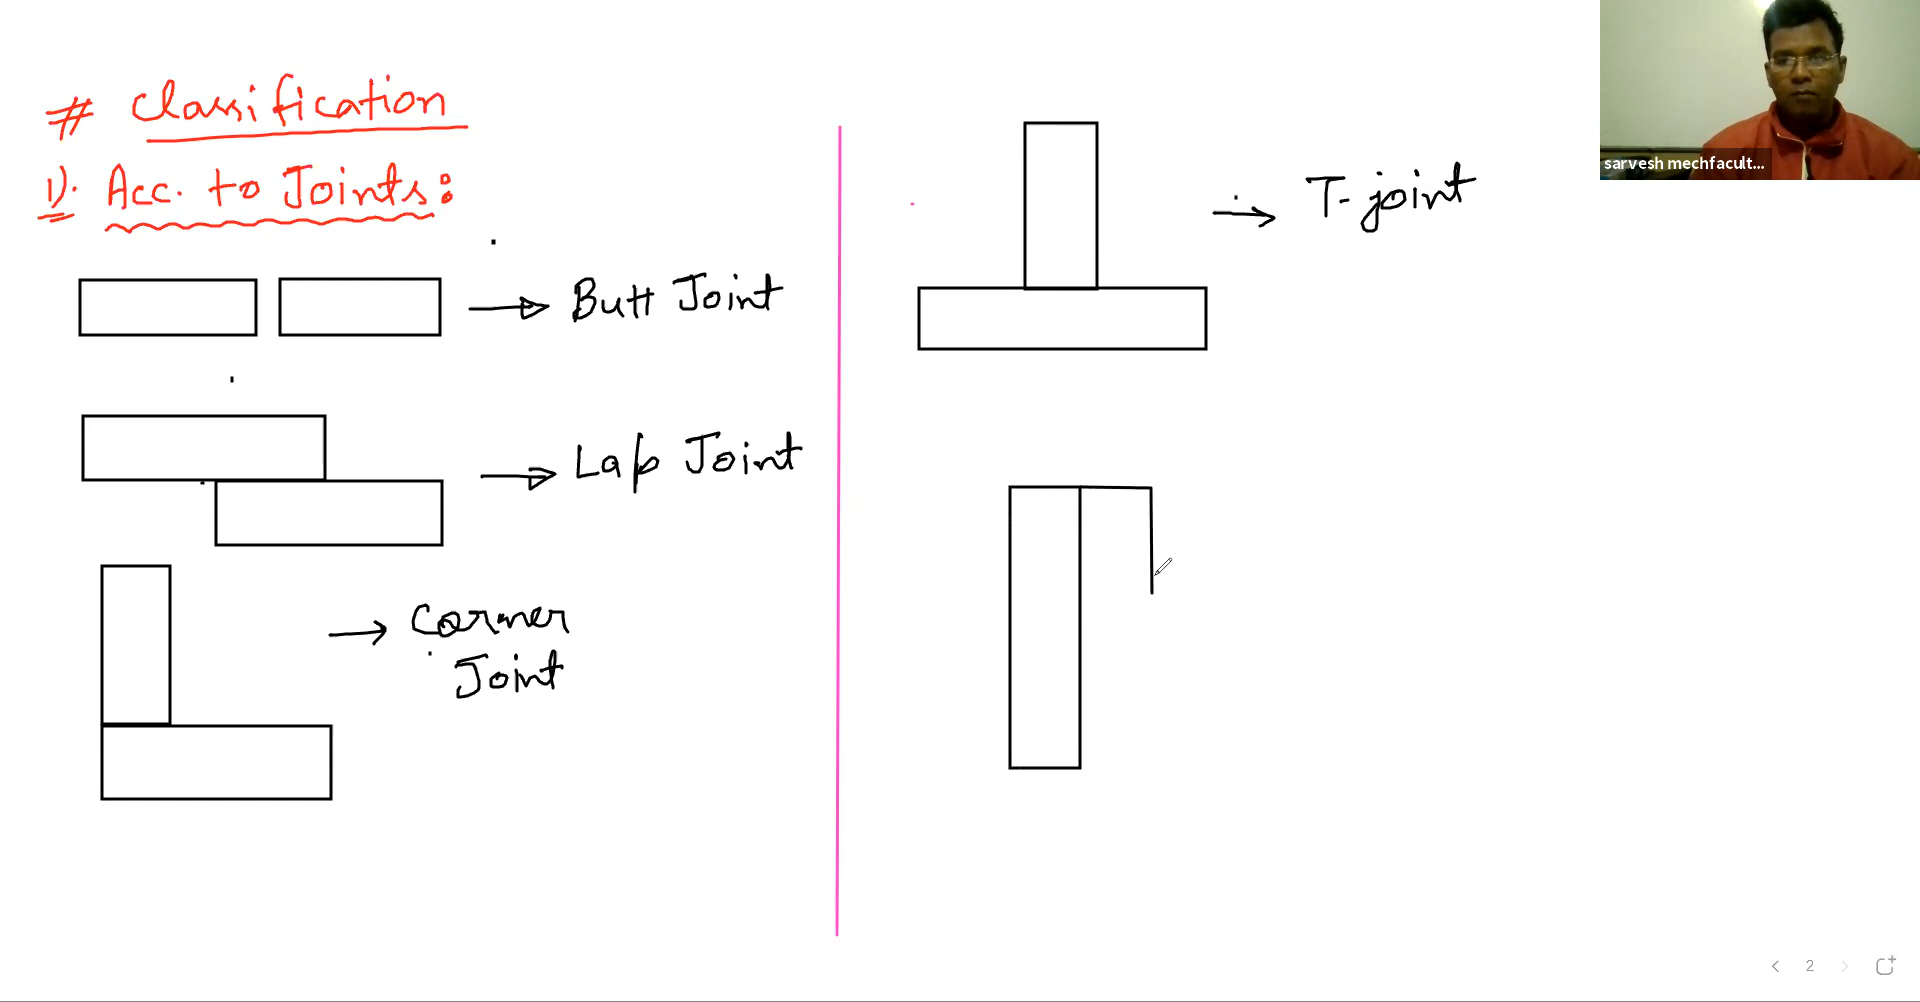 # Classification
1). Acc. to Joints:
Butt Joint
Lap Joint
Corner
Joint
T-joint
sarvesh mechfacult...
2